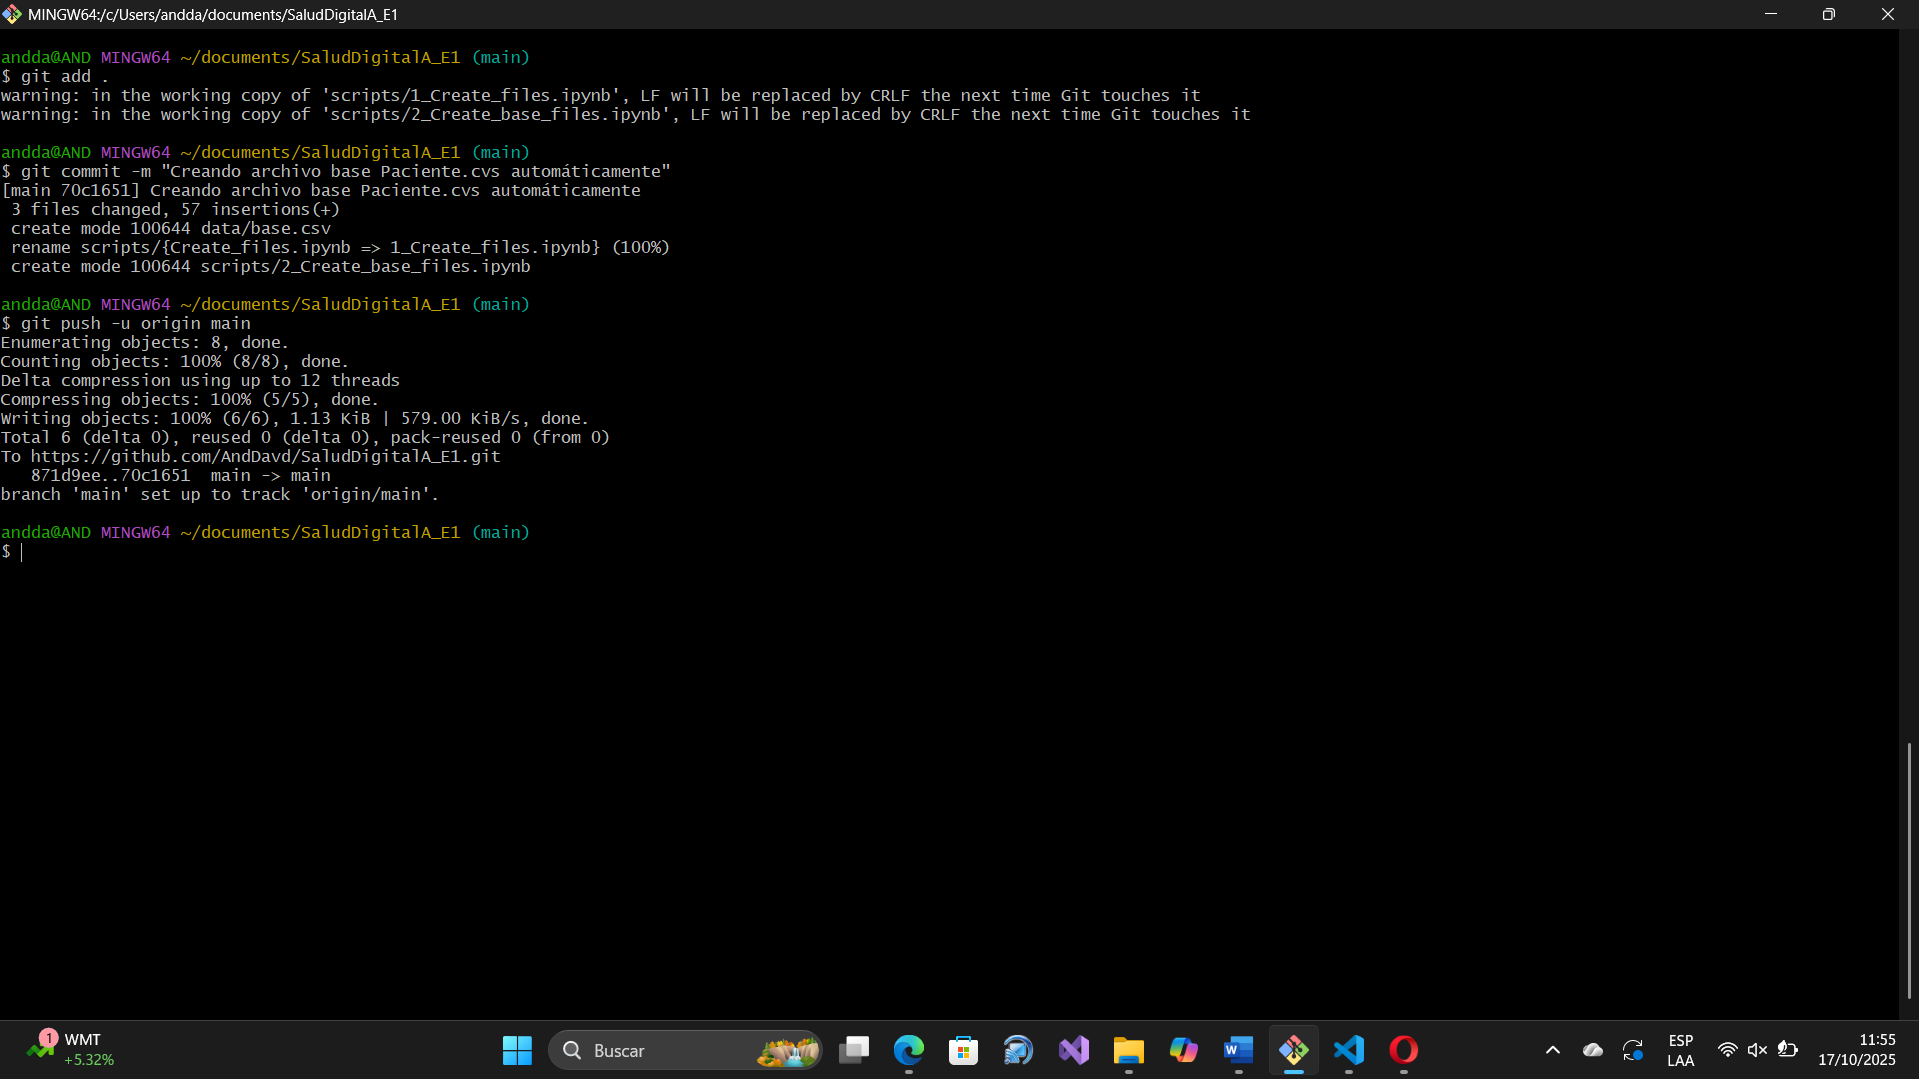 MINGW64:/c/Users/andda/documents/SaludDigitalA_E1
andda@AND MINGW64 ~/documents/SaludDigitalA_E1 (main)
$ git add .
warning: in the working copy of 'scripts/1_Create_files.ipynb', LF will be replaced by CRLF the next time Git touches it
warning: in the working copy of 'scripts/2_Create_base_files.ipynb', LF will be replaced by CRLF the next time Git touches it
andda@AND MINGW64 ~/documents/SaludDigitalA_E1 (main)
$ git commit -m "Creando archivo base Paciente.cvs automáticamente"
[main 70c1651] Creando archivo base Paciente.cvs automáticamente
3 files changed, 57 insertions(+)
create mode 100644 data/base.csv
rename scripts/{Create_files.ipynb => 1_Create_files.ipynb} (100%)
create mode 100644 scripts/2_Create_base_files.ipynb
andda@AND MINGW64 ~/documents/SaludDigitalA_E1 (main)
$ git push -u origin main
Enumerating objects: 8, done.
Counting objects: 100% (8/8), done.
Delta compression using up to 12 threads
Compressing objects: 100% (5/5), done.
Writing objects: 100% (6/6), 1.13 KiB | 579.00 KiB/s, done.
Total 6 (delta 0), reused 0 (delta 0), pack-reused 0 (from 0)
To https://github.com/AndDavd/SaludDigitalA_E1.git
871d9ee..70c1651  main -> main
branch 'main' set up to track 'origin/main'.
andda@AND MINGW64 ~/documents/SaludDigitalA_E1 (main)
$
1
WMT
+5.32%
Buscar
ESP
LAA
11:55
17/10/2025